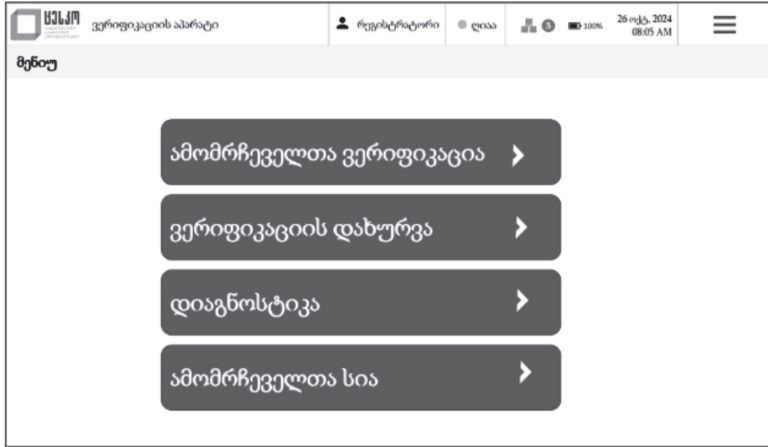 ცესკო
ვერიფიკაციის აპარატი
რეგისტრატორი
ღიაა
3
100%
26 ოქტ, 2024
08:05 AM
მენიუ
ამომრჩეველთა ვერიფიკაცია
ვერიფიკაციის დახურვა
დიაგნოსტიკა
ამომრჩეველთა სია